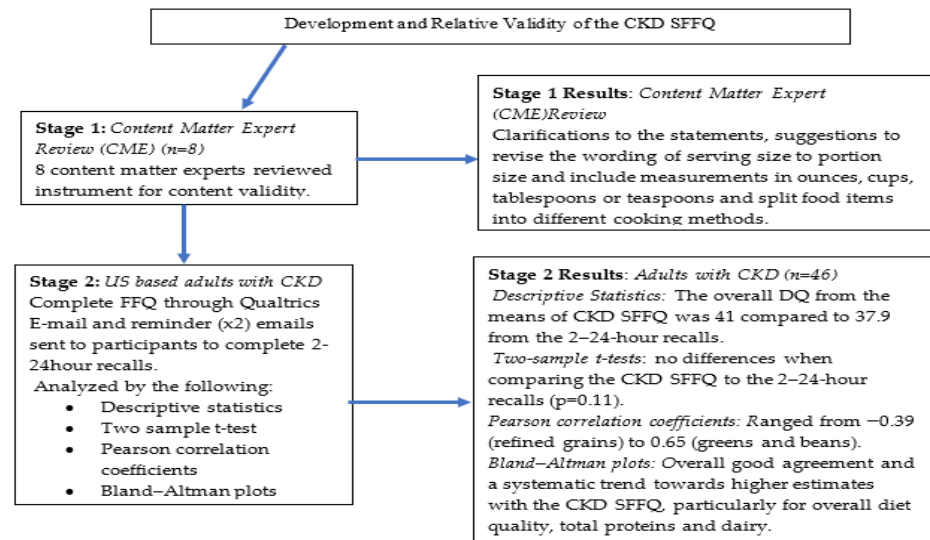 Development and Relative Validity of the CKD SFFQ
Stage 1: Content Matter Expert
Review (CME) (n=8)
8 content matter experts reviewed
instrument for content validity.
Stage 1 Results: Content Matter Expert
(CME)Review
Clarifications to the statements, suggestions to
revise the wording of serving size to portion
size and include measurements in ounces, cups,
tablespoons or teaspoons and split food items
into different cooking methods.
Stage 2: US based adults with CKD
Complete FFQ through Qualtrics
E-mail and reminder (x2) emails
sent to participants to complete 2-
24hour recalls.
Analyzed by the following:
• Descriptive statistics
• Two sample t-test
• Pearson correlation
coefficients
• Bland–Altman plots
Stage 2 Results: Adults with CKD (n=46)
Descriptive Statistics: The overall DQ from the
means of CKD SFFQ was 41 compared to 37.9
from the 2–24-hour recalls.
Two-sample t-tests: no differences when
comparing the CKD SFFQ to the 2–24-hour
recalls (p=0.11).
Pearson correlation coefficients: Ranged from −0.39
(refined grains) to 0.65 (greens and beans).
Bland–Altman plots: Overall good agreement and
a systematic trend towards higher estimates
with the CKD SFFQ, particularly for overall diet
quality, total proteins and dairy.